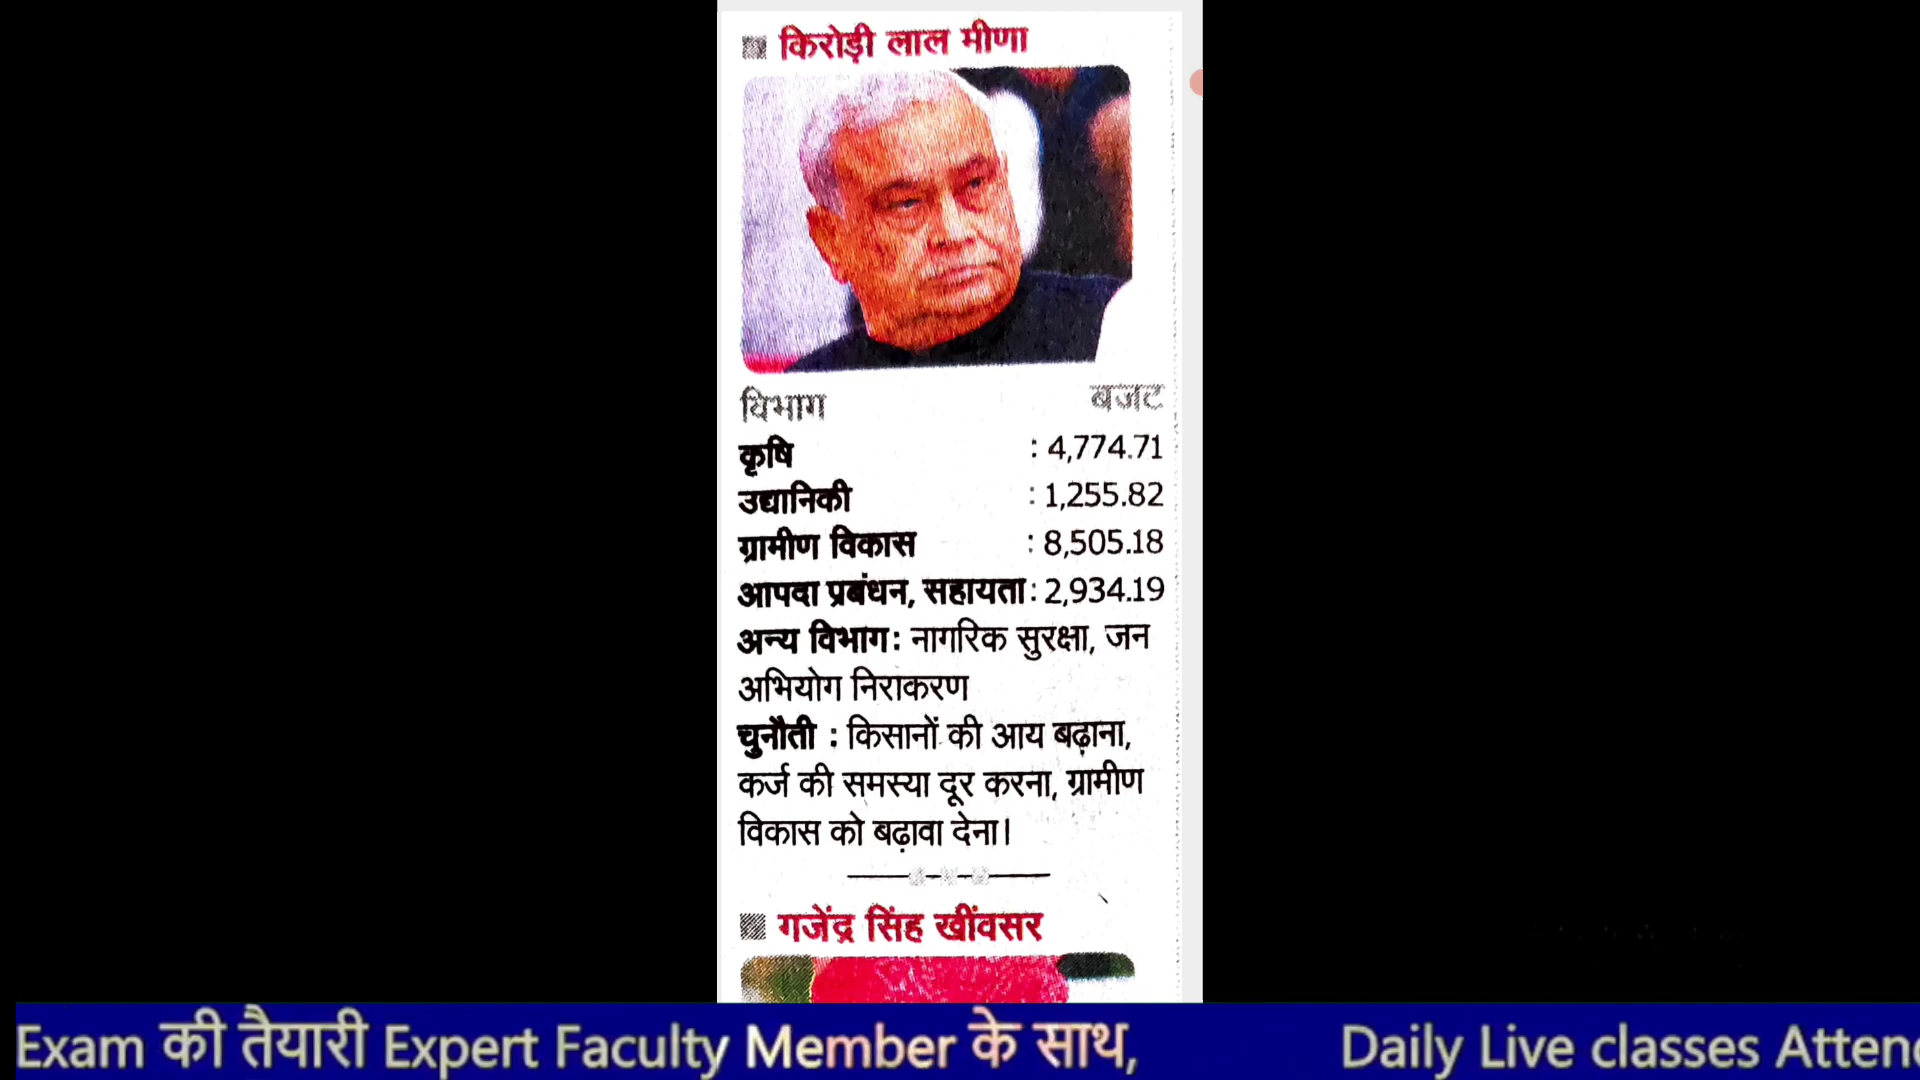 किरोड़ी लाल मीणा
विभाग बजट
कृषि : 4,774.71
उद्यानिकी : 1,255.82
ग्रामीण विकास : 8,505.18
आपदा प्रबंधन, सहायता : 2,934.19
अन्य विभाग: नागरिक सुरक्षा, जन
अभियोग निराकरण
चुनौती : किसानों की आय बढ़ाना,
कर्ज की समस्या दूर करना, ग्रामीण
विकास को बढ़ावा देना।
गजेंद्र सिंह खींवसर
Exam की तैयारी Expert Faculty Member के साथ, Daily Live classes Atten